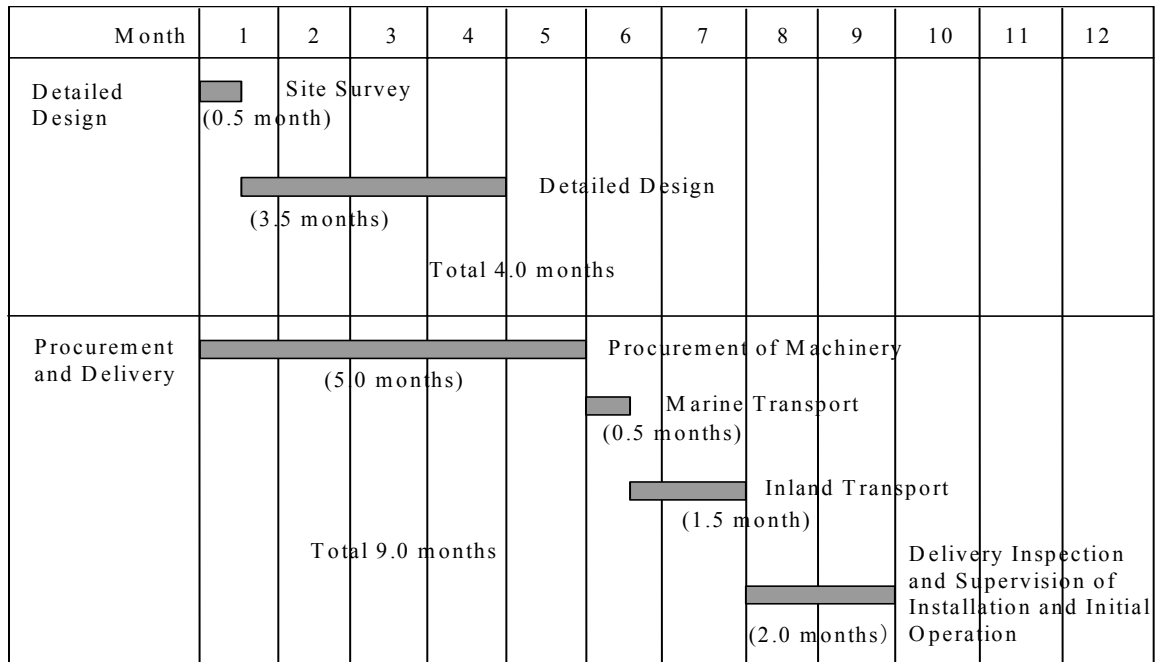 Month 1 2 3 4 5 6 7 8 9 10 11 12
Detailed
Design
Site Survey
(0.5 month)
Detailed Design
(3.5 months)
Total 4.0 months
Procurement
and Delivery
Procurement of Machinery
(5.0 months)
Marine Transport
(0.5 months)
Inland Transport
(1.5 month)
Total 9.0 months
Delivery Inspection
and Supervision of
Installation and Initial
Operation
(2.0 months)